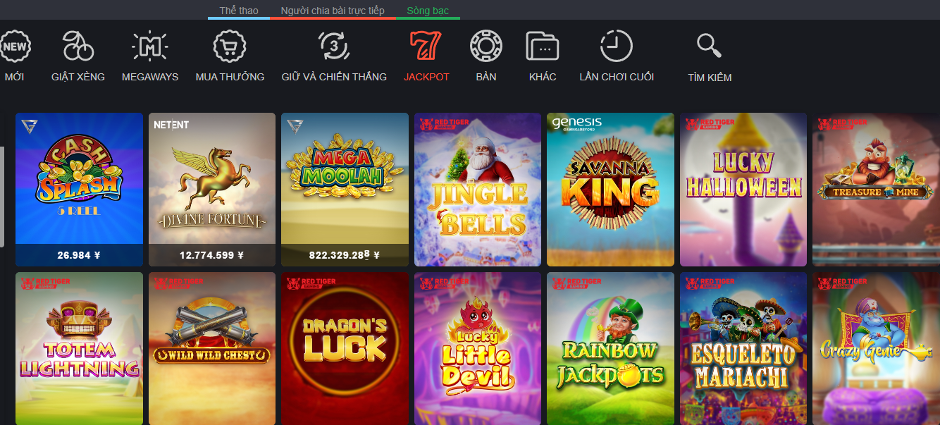 Thể thao Người chia bài trực tiếp Sòng bạc
NEW 3
MỚI GIẬT XÈNG MEGAWAYS MUA THƯỞNG GIỮ VÀ CHIẾN THẮNG JACKPOT BÀN KHÁC LẦN CHƠI CUỐI TÌM KIẾM
CASH
SPLASH
5 REEL
26.984 ¥
NETENT
DIVINE FORTUNE
12.774.599 ¥
MEGA
MOOLAH
RED TIGER
JINGLE
BELLS
genesis
SAVANNA
KING
RED TIGER
LUCKY
HALLOWEEN
RED TIGER
TREASURE MINE
RED TIGER
TOTEM
LIGHTNING
RED TIGER
WILD WILD CHEST
RED TIGER
DRAGON'S
LUCK
RED TIGER
Lucky
Little
Devil
RED TIGER
RAINBOW
JACKPOTS
RED TIGER
ESQUELETO
MARIACHI
RED TIGER
Crazy Genie